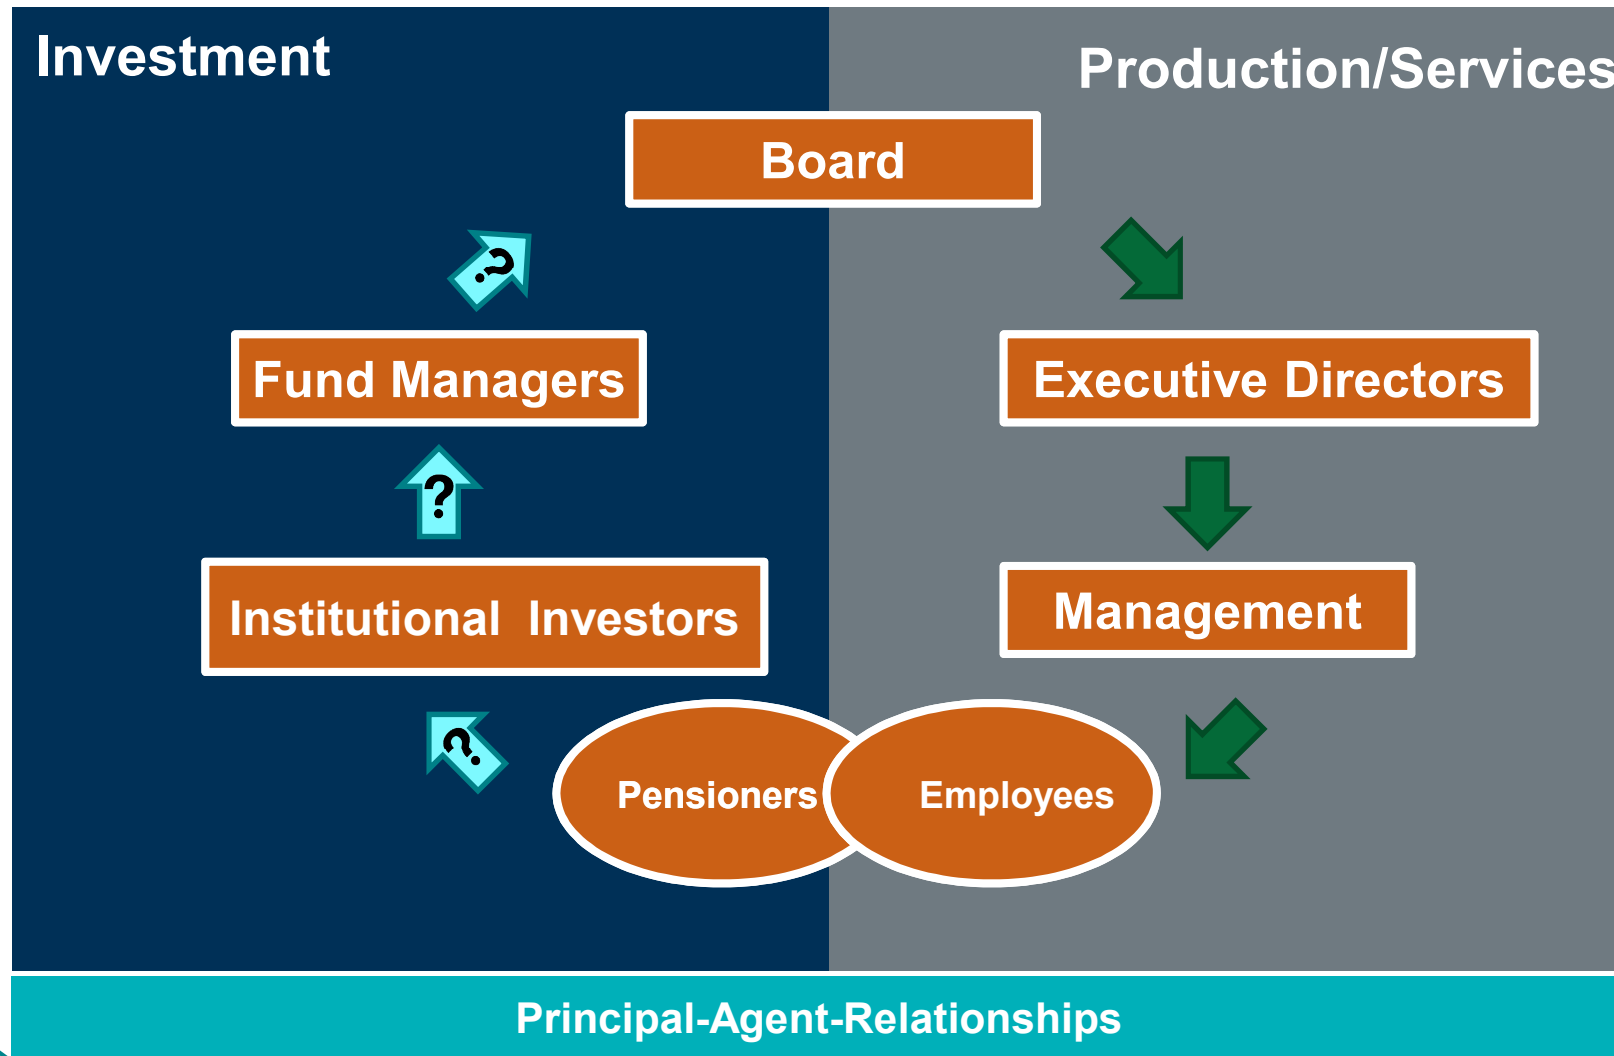 Investment
Production/Services
Board
?
Fund Managers
Executive Directors
?
Institutional  Investors
Management
?
Pensioners
Employees
Principal-Agent-Relationships